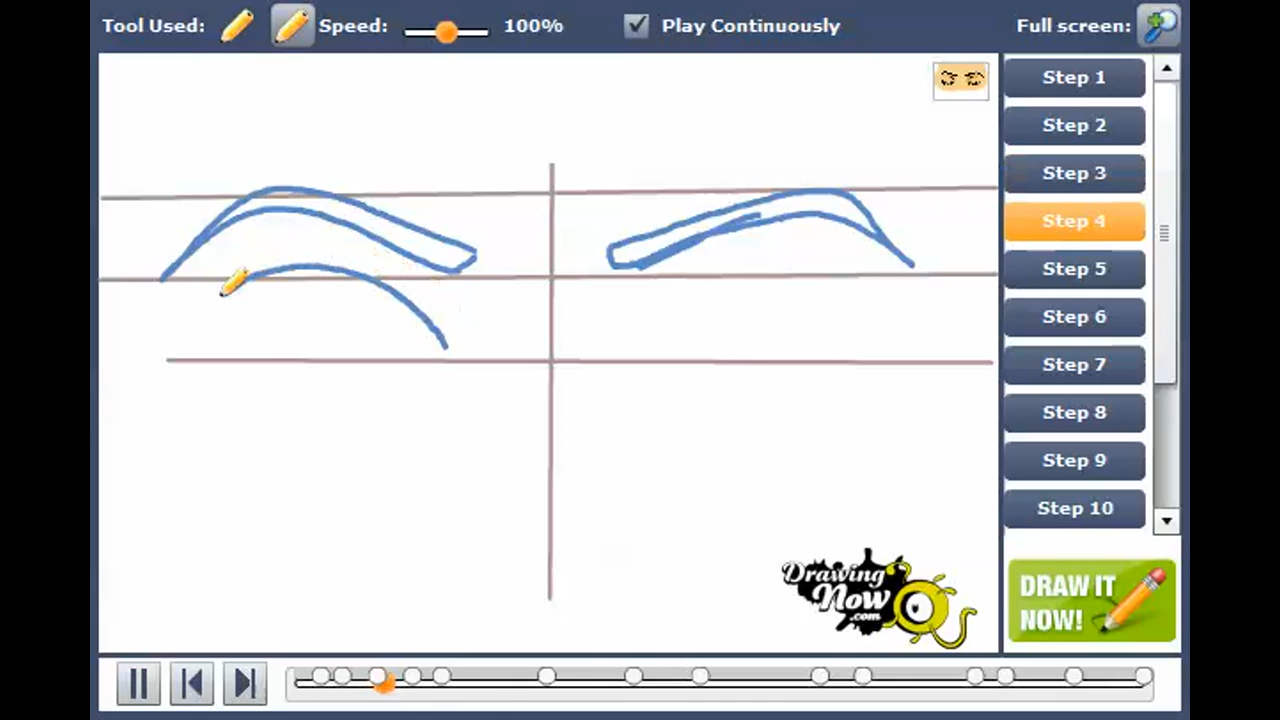 Tool Used:
Speed:
100%
Play Continuously
Full screen:
Step 1
Step 2
Step 3
Step 4
Step 5
Step 6
Step 7
Step 8
Step 9
Step 10
Drawing
Now
.com
DRAW IT
NOW!